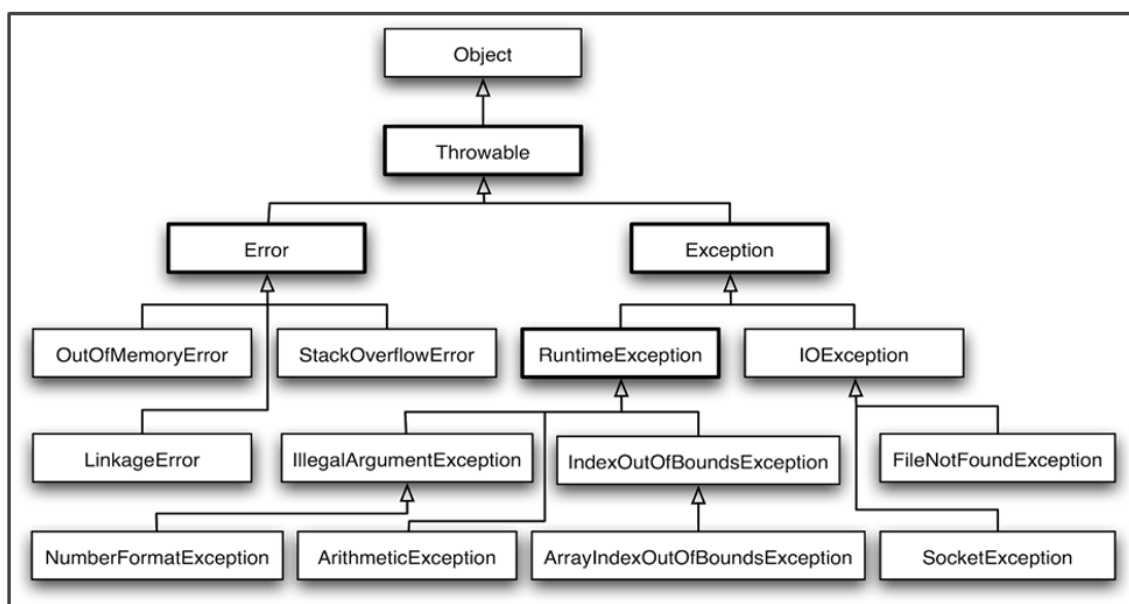 Object
Throwable
Error
Exception
OutOfMemoryError
StackOverflowError
RuntimeException
IOException
LinkageError
IllegalArgumentException
IndexOutOfBoundsException
FileNotFoundException
NumberFormatException
ArithmeticException
ArrayIndexOutOfBoundsException
SocketException